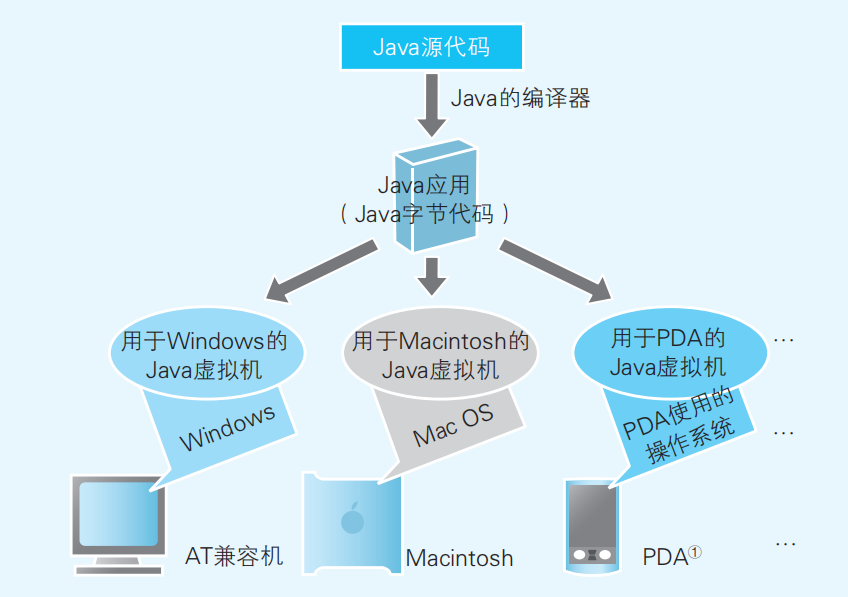 Java源代码
Java的编译器
Java应用
（Java字节代码）
用于Windows的
Java虚拟机
用于Macintosh的
Java虚拟机
用于PDA的
Java虚拟机
…
Windows
Mac OS
PDA使用的
操作系统
…
AT兼容机
Macintosh
PDA①
…